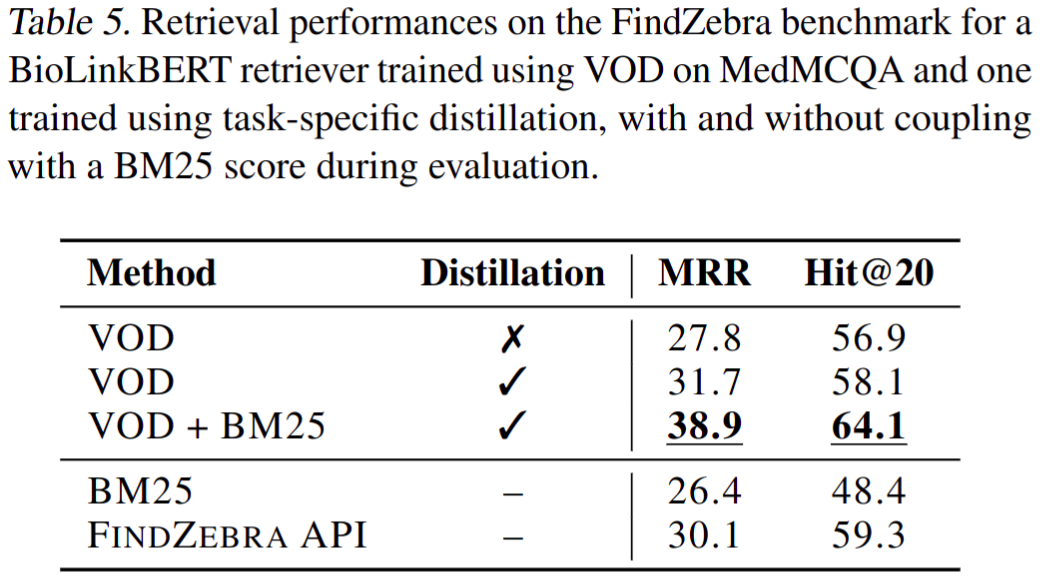 Table 5. Retrieval performances on the FindZebra benchmark for a
BioLinkBERT retriever trained using VOD on MedMCQA and one
trained using task-specific distillation, with and without coupling
with a BM25 score during evaluation.
Method Distillation MRR Hit@20
VOD ✗ 27.8 56.9
VOD ✓ 31.7 58.1
VOD + BM25 ✓ 38.9 64.1
BM25 – 26.4 48.4
FINDZEBRA API – 30.1 59.3